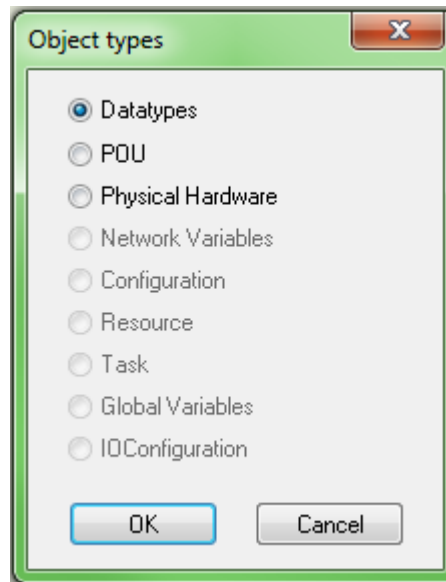 Object types
Datatypes
POU
Physical Hardware
Network Variables
Configuration
Resource
Task
Global Variables
IOConfiguration
OK
Cancel